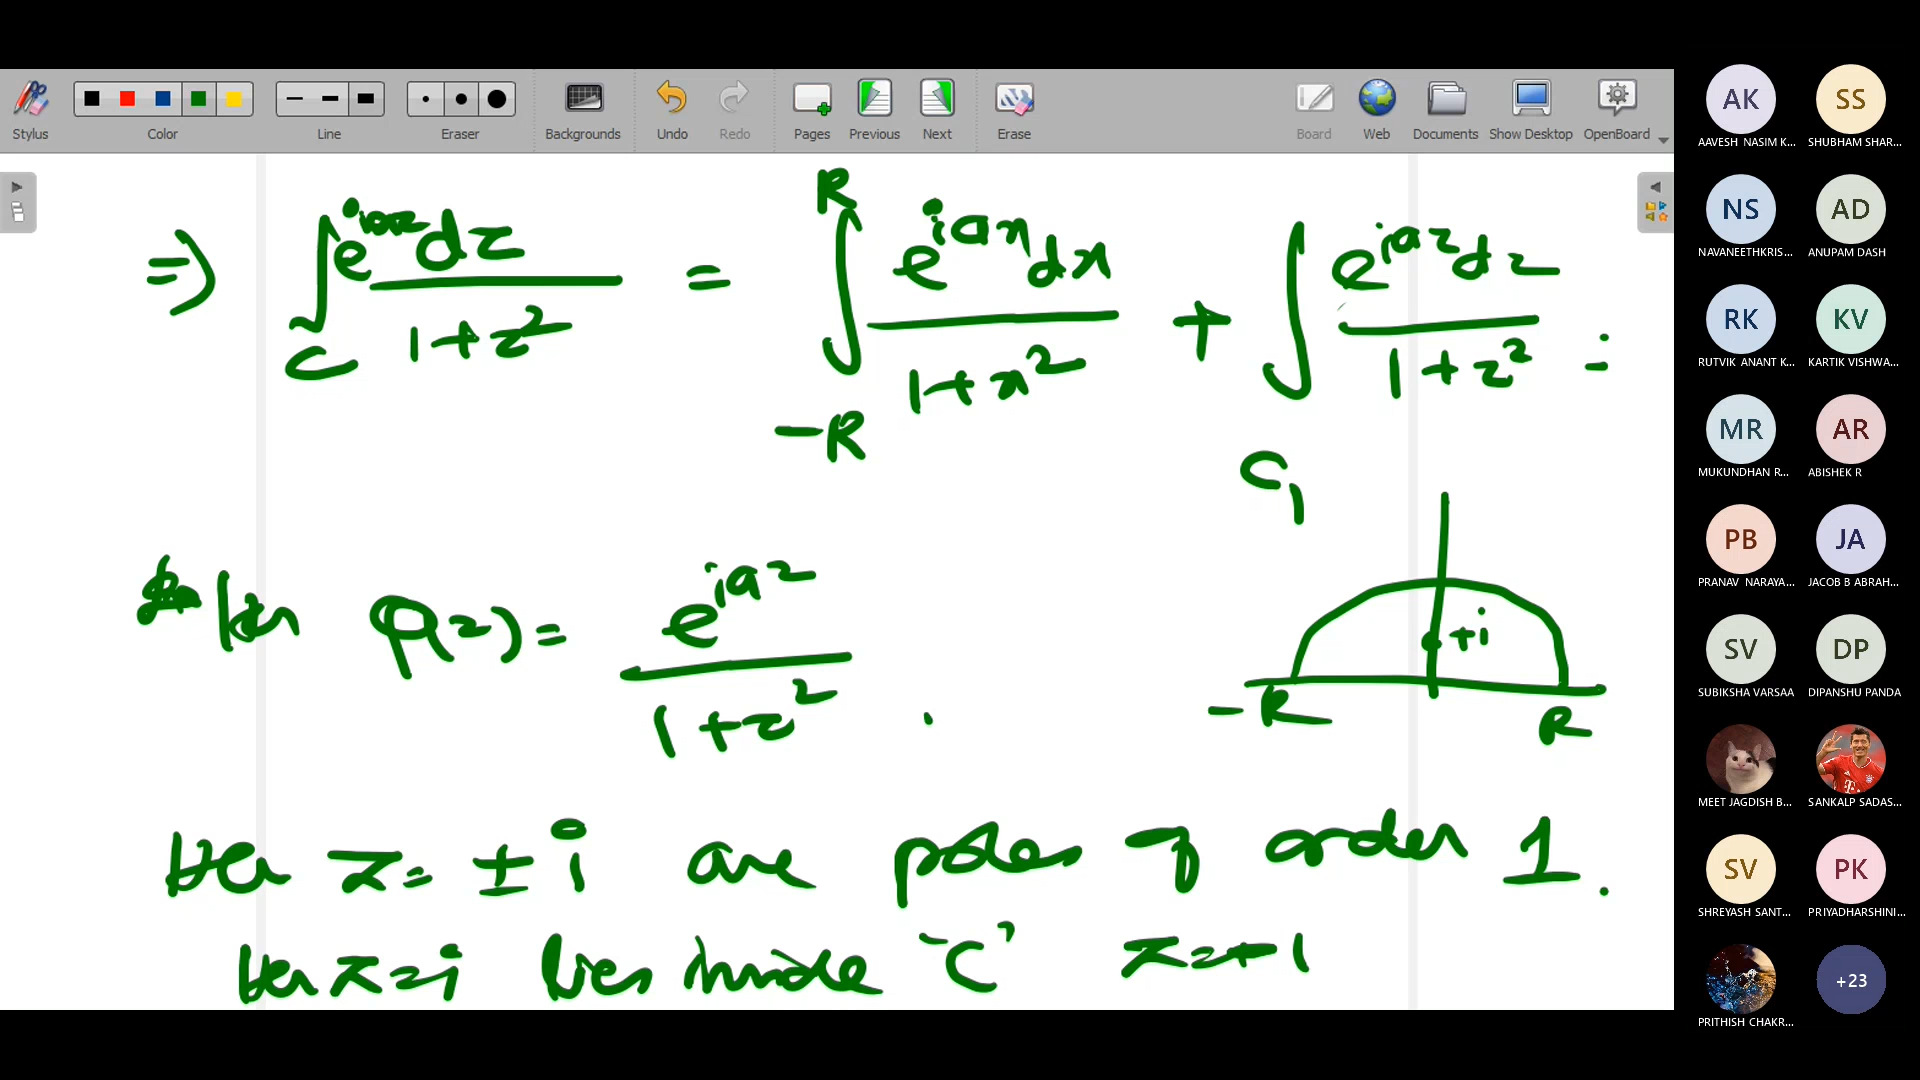 Stylus Color Line Eraser Backgrounds Undo Redo Pages Previous Next Erase Board Web Documents Show Desktop OpenBoard
=> ∫_C e^{iaz} dz / (1+z²) = ∫_{-R}^{R} e^{iax} dx / (1+x²) + ∫_{C₁} e^{iaz} dz / (1+z²) =
φ(z) = e^{iaz} / (1+z²) .
+i
-R R
z = ± i are poles of order 1.
z=i lies inside 'C' z=+1
AK SS
AAVESH NASIM K... SHUBHAM SHAR...
NS AD
NAVANEETHKRIS... ANUPAM DASH
RK KV
RUTVIK ANANT K... KARTIK VISHWA...
MR AR
MUKUNDHAN R... ABISHEK R
PB JA
PRANAV NARAYA... JACOB B ABRAH...
SV DP
SUBIKSHA VARSAA DIPANSHU PANDA
MEET JAGDISH B... SANKALP SADAS...
SV PK
SHREYASH SANT... PRIYADHARSHINI...
+23
PRITHISH CHAKR...